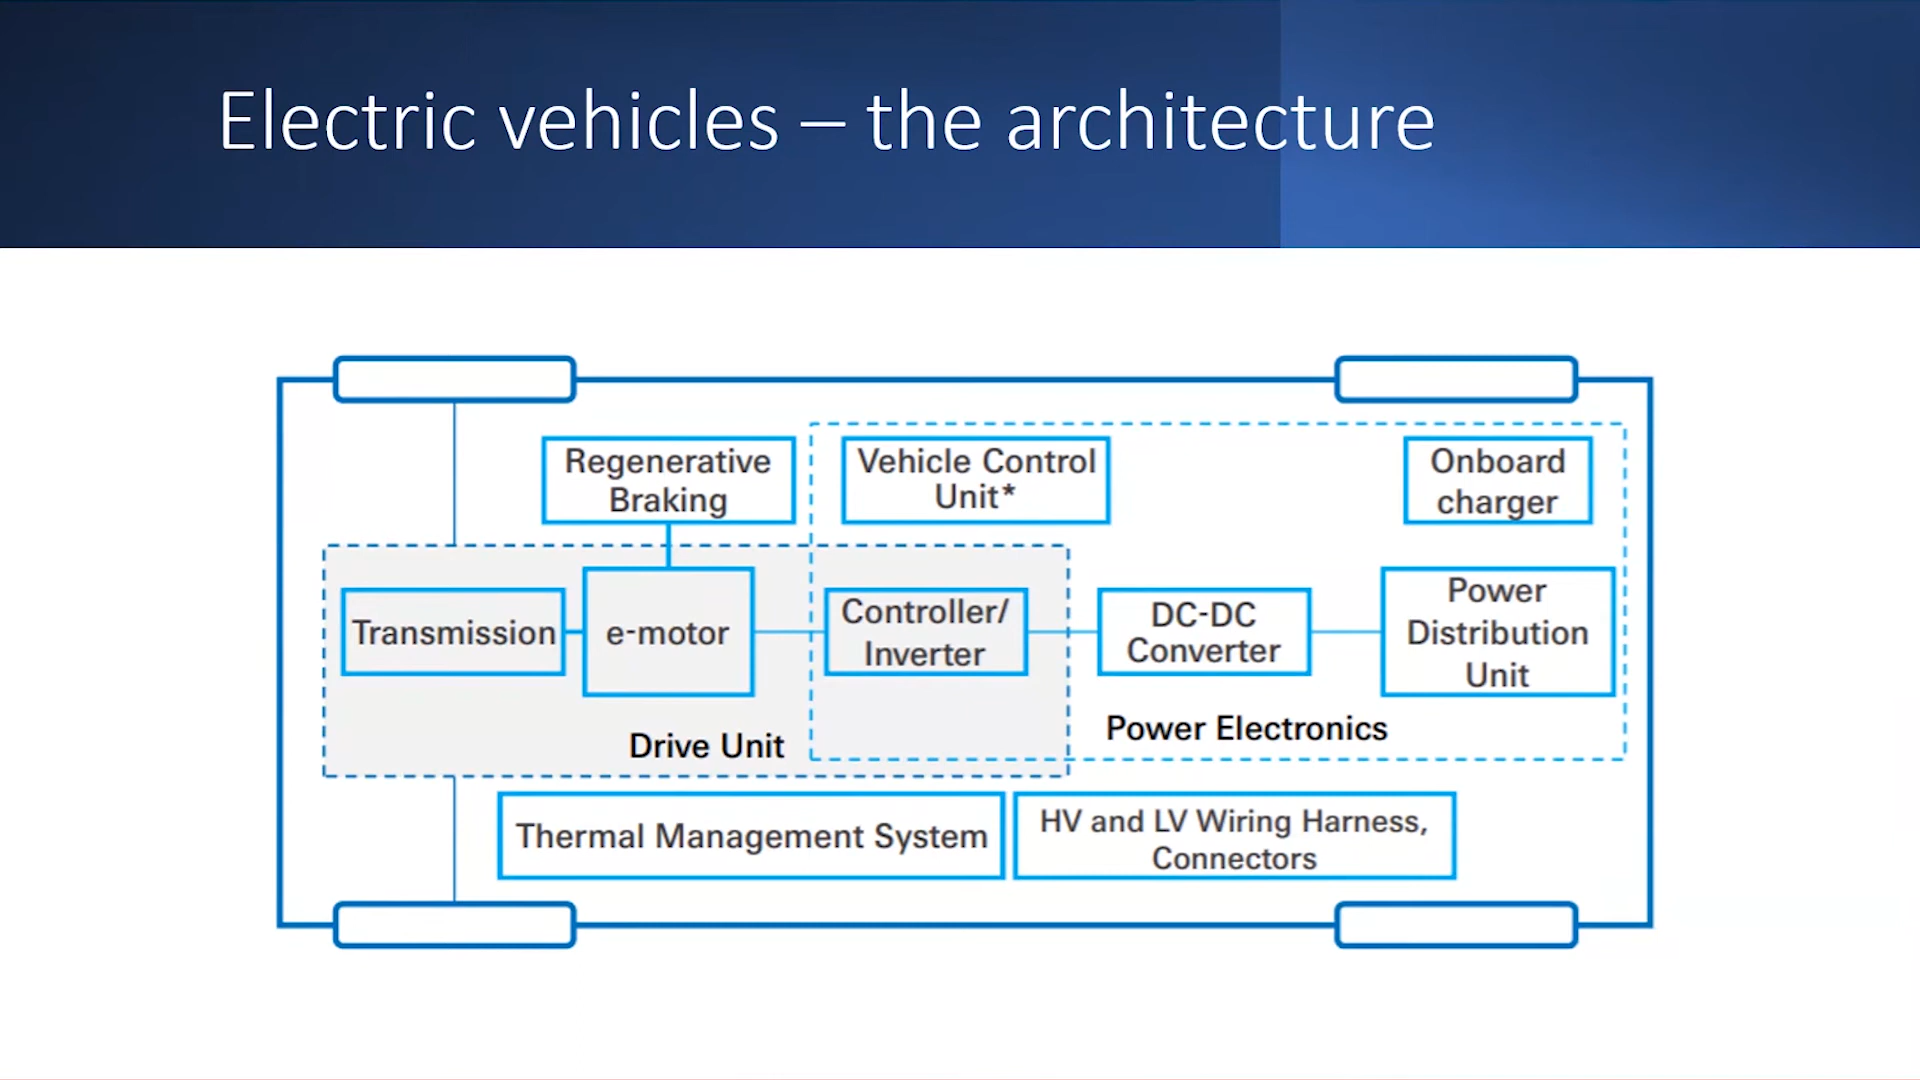 Electric vehicles – the architecture
Regenerative
Braking
Vehicle Control
Unit*
Onboard
charger
Transmission
e-motor
Controller/
Inverter
DC-DC
Converter
Power
Distribution
Unit
Drive Unit
Power Electronics
Thermal Management System
HV and LV Wiring Harness,
Connectors